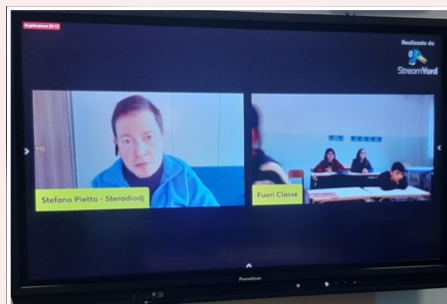 Realizzato da
StreamYard
Stefano Pietta - Steradiodj
Fuori Classe
Promethean